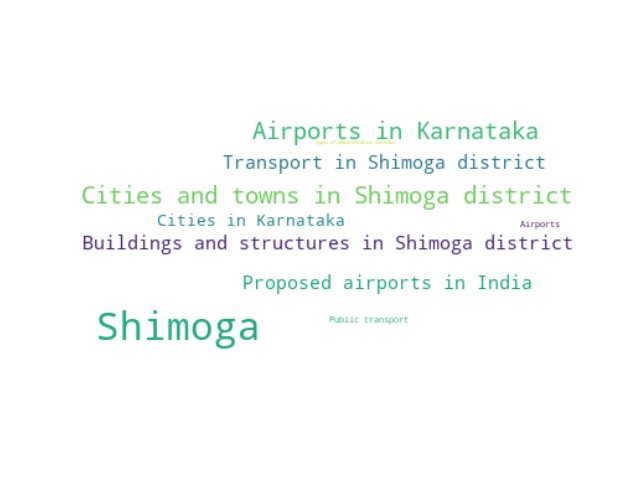 Airports in Karnataka
Transport in Shimoga district
Cities and towns in Shimoga district
Cities in Karnataka
Airports
Buildings and structures in Shimoga district
Proposed airports in India
Shimoga
Public transport